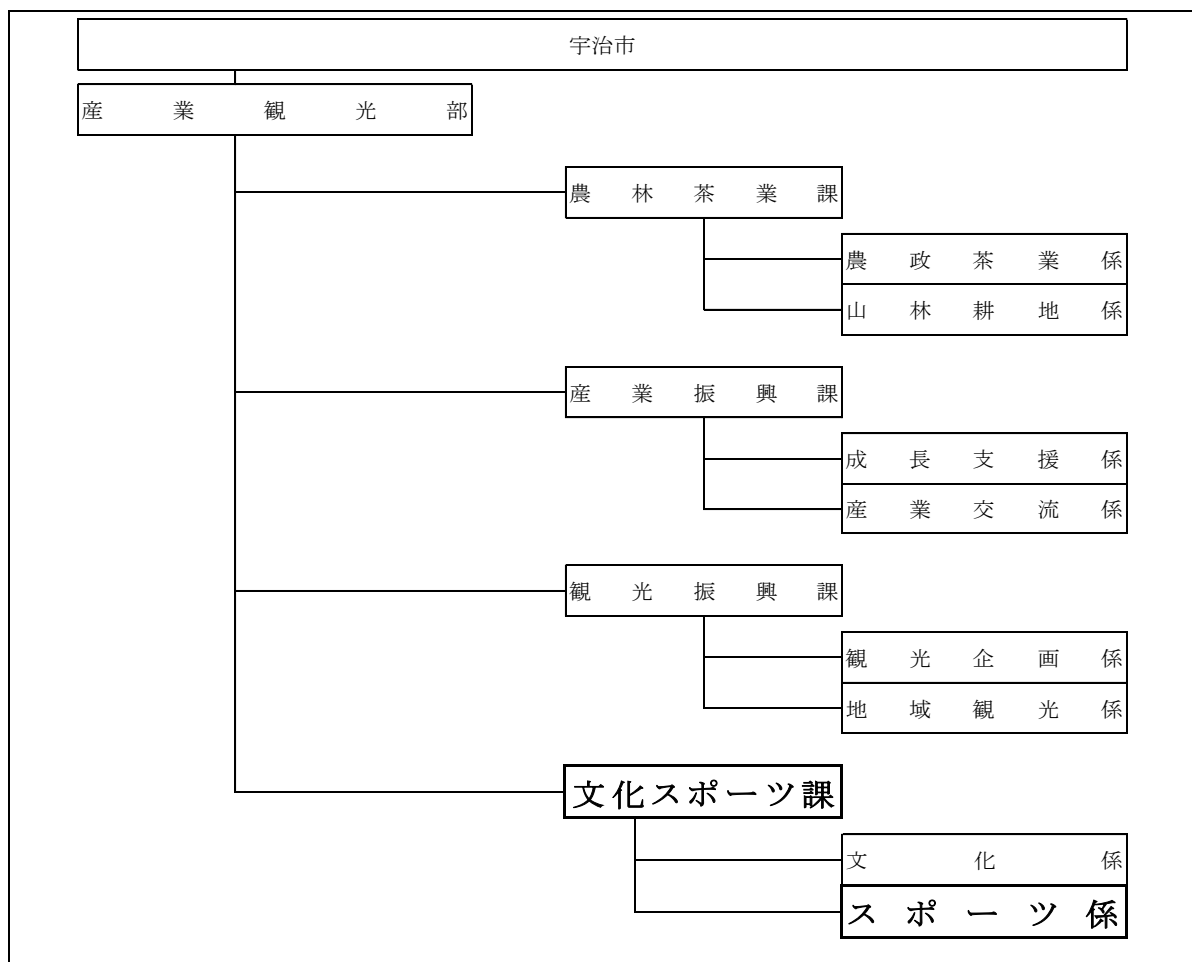 宇治市
産業観光部
農林茶業課
農政茶業係
山林耕地係
産業振興課
成長支援係
産業交流係
観光振興課
観光企画係
地域観光係
文化スポーツ課
文化係
スポーツ係